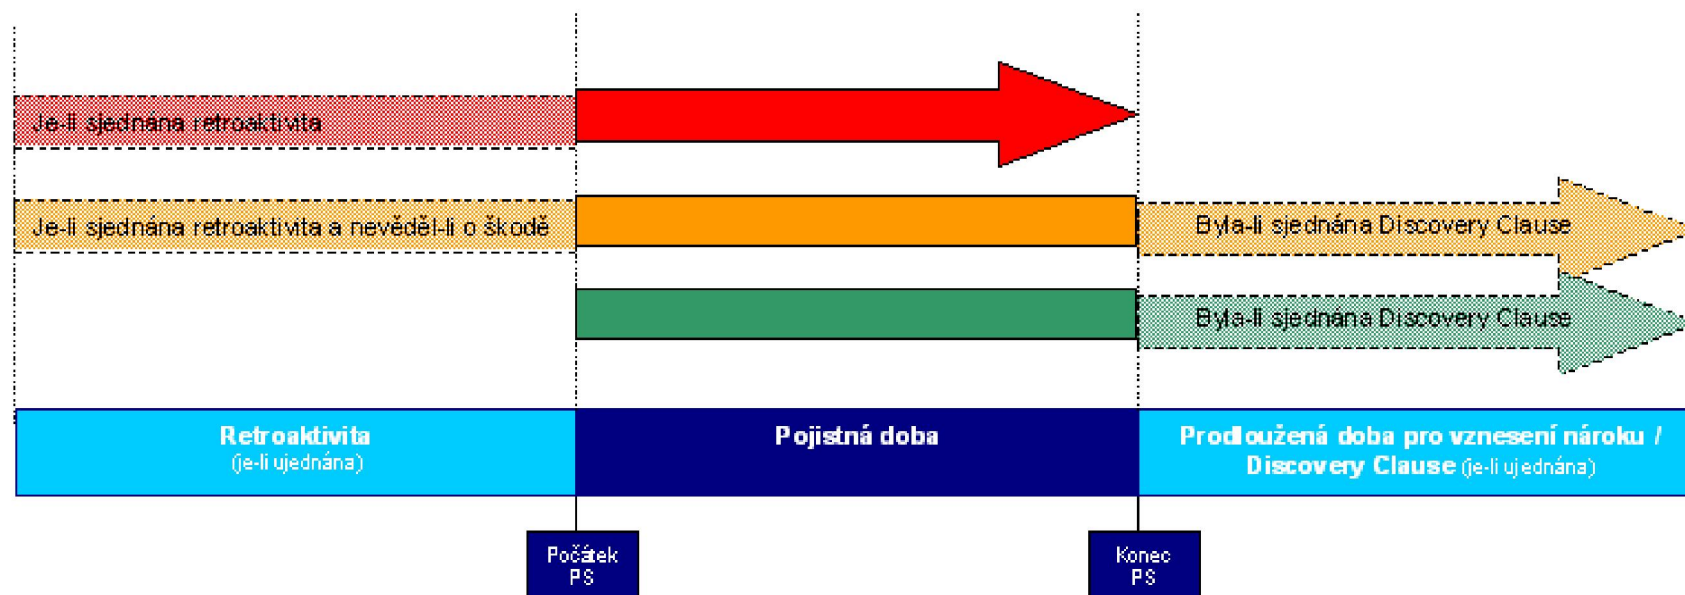 Je-li sjednána retroaktivita
Je-li sjednána retroaktivita a nevěděl-li o škodě
Byla-li sjednána Discovery Clause
Byla-li sjednána Discovery Clause
Retroaktivita
(je-li ujednána)
Pojistná doba
Prodloužená doba pro vznesení nároku /
Discovery Clause (je-li ujednána)
Počátek
PS
Konec
PS